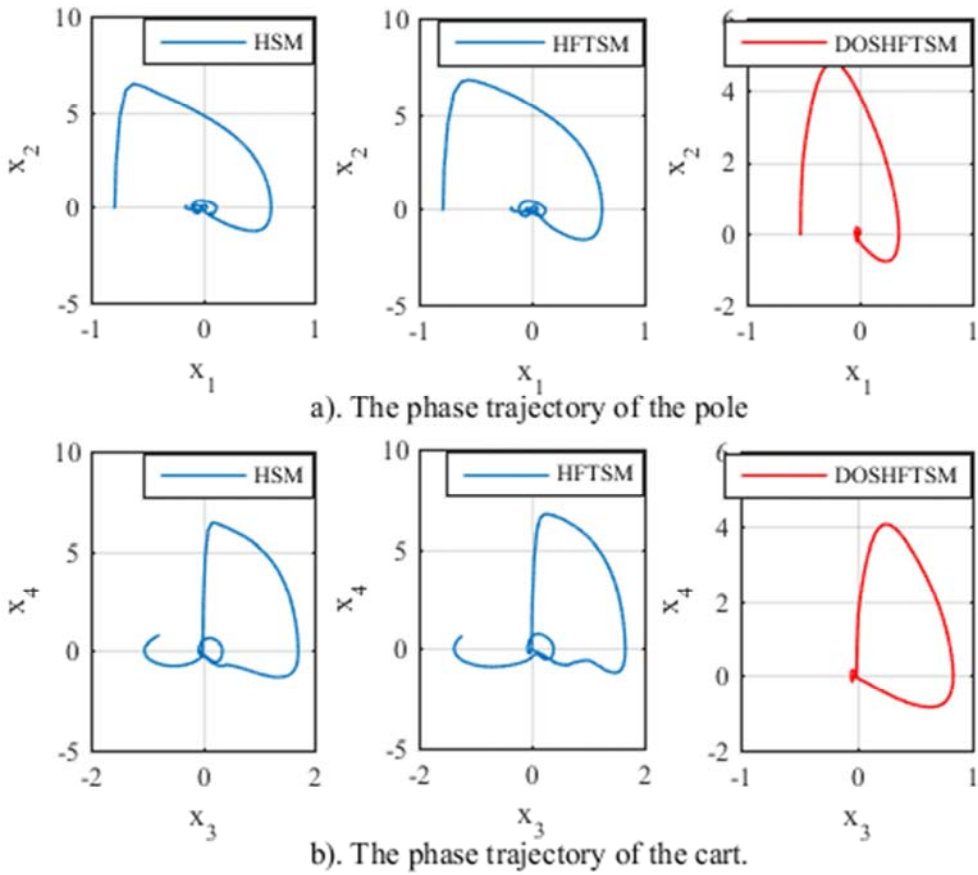 10
HSM
5
x2
0
-5
-1 0 1
x1
10
HFTSM
5
x2
0
-5
-1 0 1
x1
6
DOSHFTSM
4
x2
2
0
-2
-1 0 1
x1
a). The phase trajectory of the pole
10
HSM
5
x4
0
-5
-2 0 2
x3
10
HFTSM
5
x4
0
-5
-2 0 2
x3
6
DOSHFTSM
4
x4
2
0
-2
-1 0 1
x3
b). The phase trajectory of the cart.